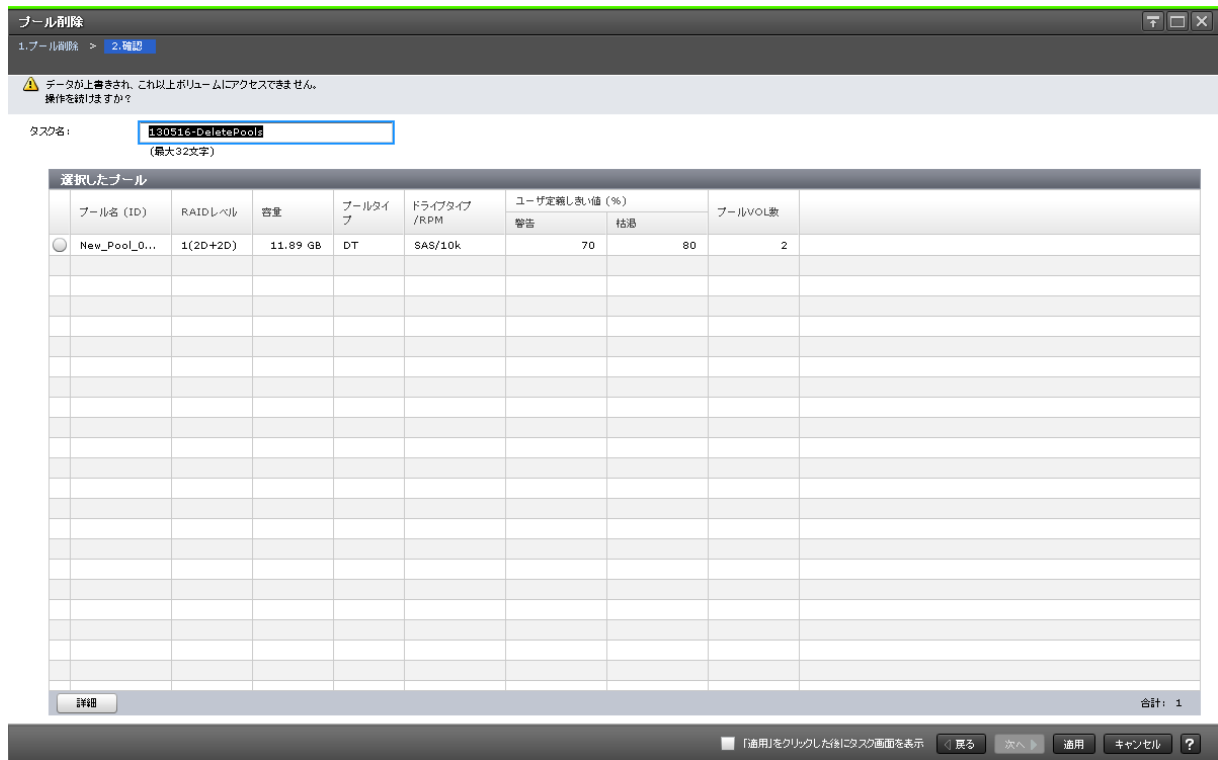 プール削除
1.プール削除 > 2.確認
データが上書きされ、これ以上ボリュームにアクセスできません。
操作を続けますか？
タスク名:
130516-DeletePools
(最大32文字)
選択したプール
プール名 (ID) RAIDレベル 容量 プールタイプ ドライブタイプ/RPM ユーザ定義しきい値 (%) 警告 枯渇 プールVOL数
New_Pool_0... 1(2D+2D) 11.89 GB DT SAS/10k 70 80 2
詳細 合計: 1
「適用」をクリックした後にタスク画面を表示 戻る 次へ 適用 キャンセル ?